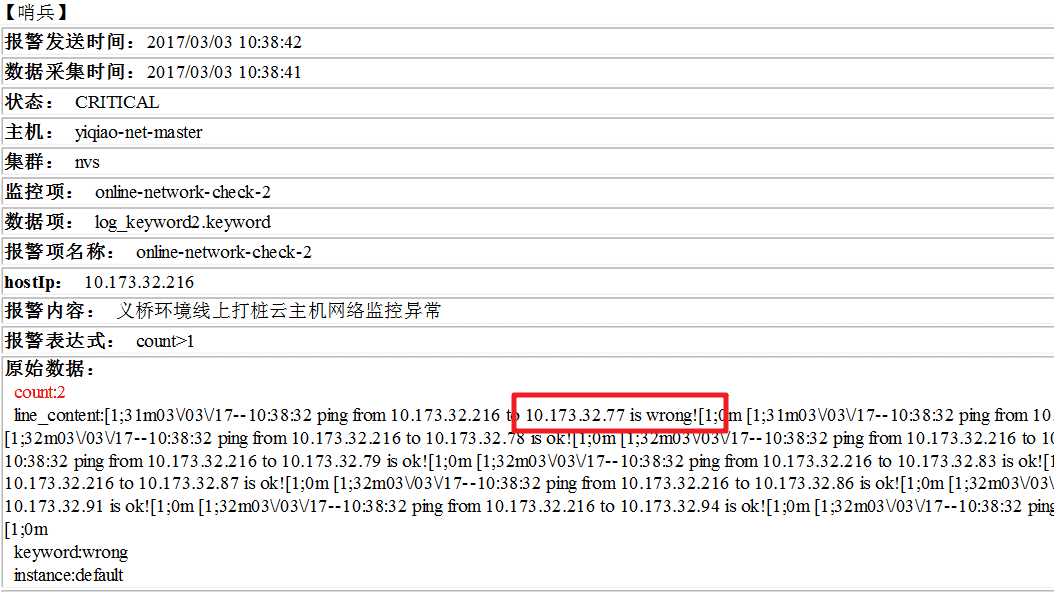 【哨兵】
报警发送时间：2017/03/03 10:38:42
数据采集时间：2017/03/03 10:38:41
状态： CRITICAL
主机： yiqiao-net-master
集群： nvs
监控项： online-network-check-2
数据项： log_keyword2.keyword
报警项名称： online-network-check-2
hostIp： 10.173.32.216
报警内容： 义桥环境线上打桩云主机网络监控异常
报警表达式： count>1
原始数据：
count:2
line_content:[1;31m03\/03\/17--10:38:32 ping from 10.173.32.216 to 10.173.32.77 is wrong![1;0m [1;31m03\/03\/17--10:38:32 ping from 10.
[1;32m03\/03\/17--10:38:32 ping from 10.173.32.216 to 10.173.32.78 is ok![1;0m [1;32m03\/03\/17--10:38:32 ping from 10.173.32.216 to 10
10:38:32 ping from 10.173.32.216 to 10.173.32.79 is ok![1;0m [1;32m03\/03\/17--10:38:32 ping from 10.173.32.216 to 10.173.32.83 is ok![1
10.173.32.216 to 10.173.32.87 is ok![1;0m [1;32m03\/03\/17--10:38:32 ping from 10.173.32.216 to 10.173.32.86 is ok![1;0m [1;32m03\/03\
10.173.32.91 is ok![1;0m [1;32m03\/03\/17--10:38:32 ping from 10.173.32.216 to 10.173.32.94 is ok![1;0m [1;32m03\/03\/17--10:38:32 ping
[1;0m
keyword:wrong
instance:default